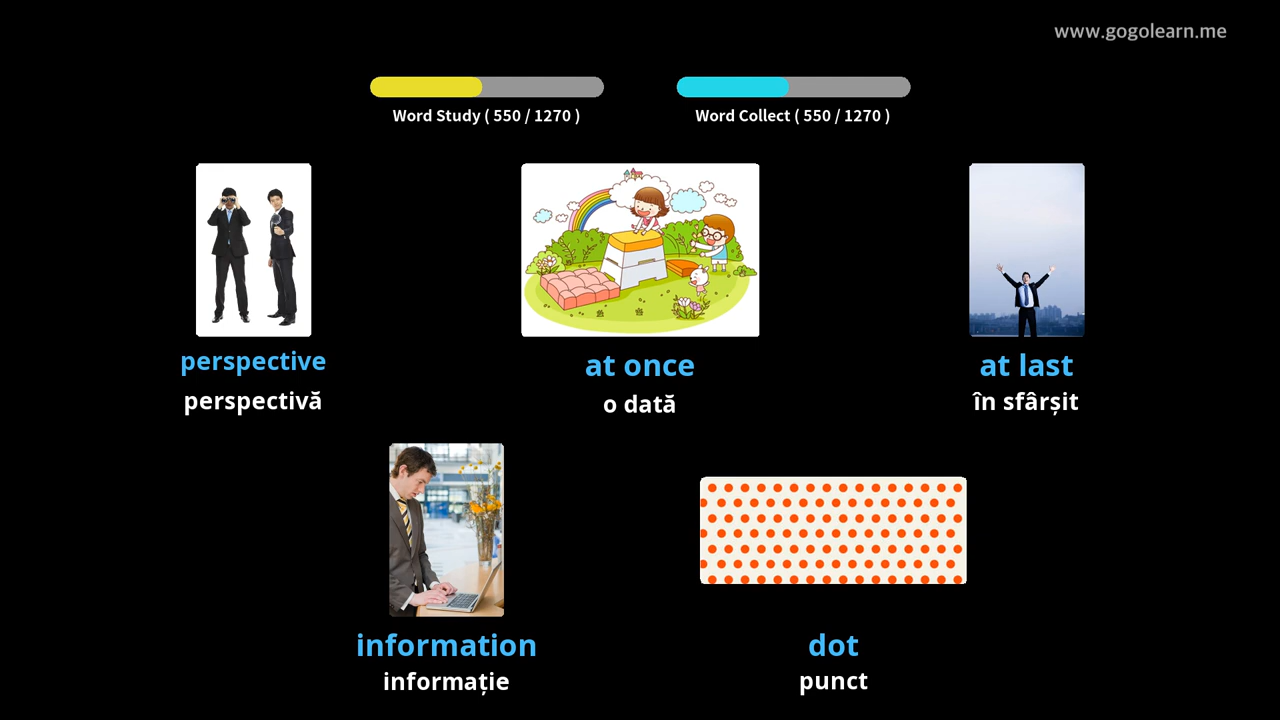 www.gogolearn.me
Word Study ( 550 / 1270 )
Word Collect ( 550 / 1270 )
perspective
perspectivă
at once
o dată
at last
în sfârșit
information
informație
dot
punct